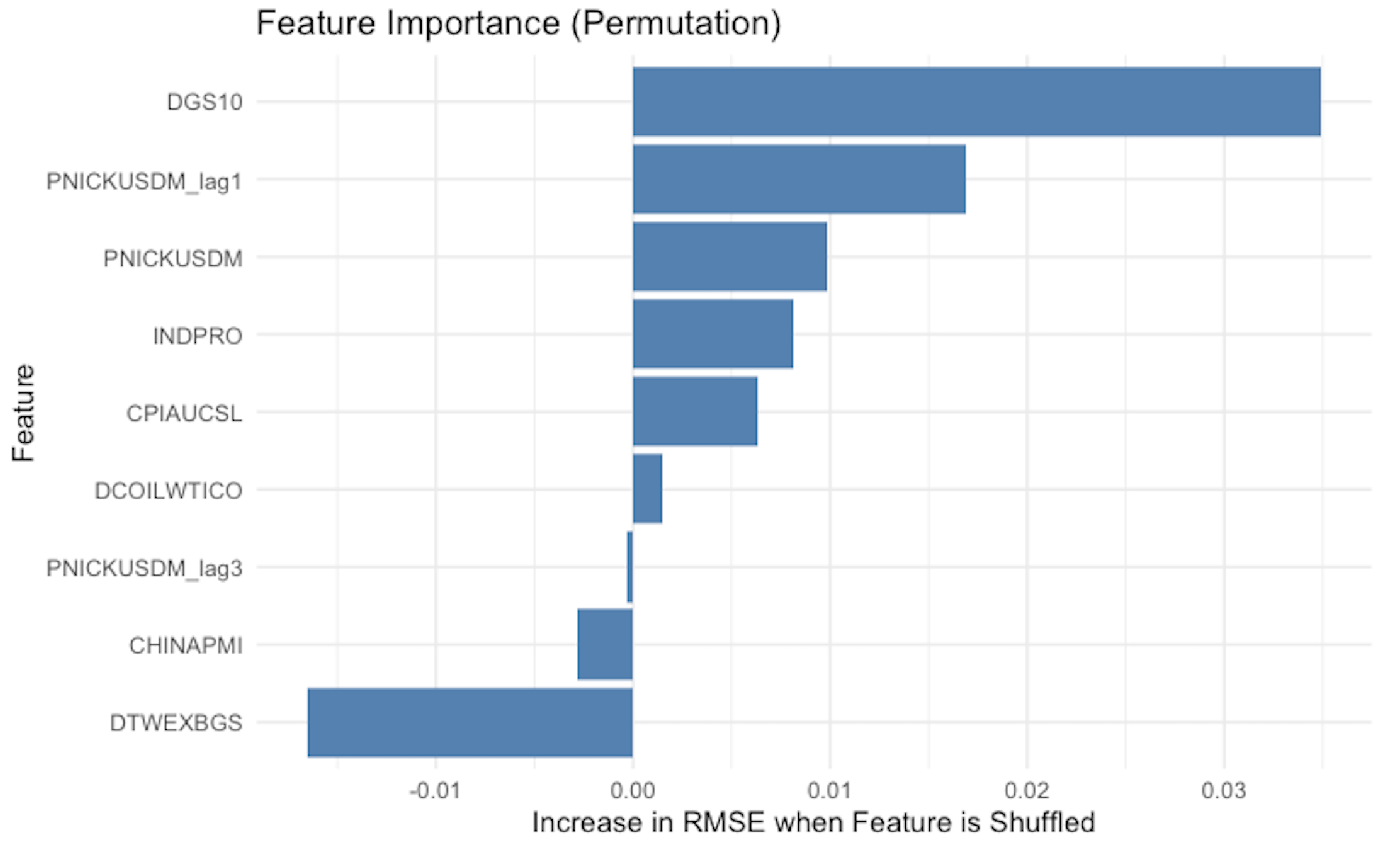 Feature Importance (Permutation)
DGS10
PNICKUSDM_lag1
PNICKUSDM
INDPRO
CPIAUCSL
DCOILWTICO
PNICKUSDM_lag3
CHINAPMI
DTWEXBGS
Feature
-0.01 0.00 0.01 0.02 0.03
Increase in RMSE when Feature is Shuffled